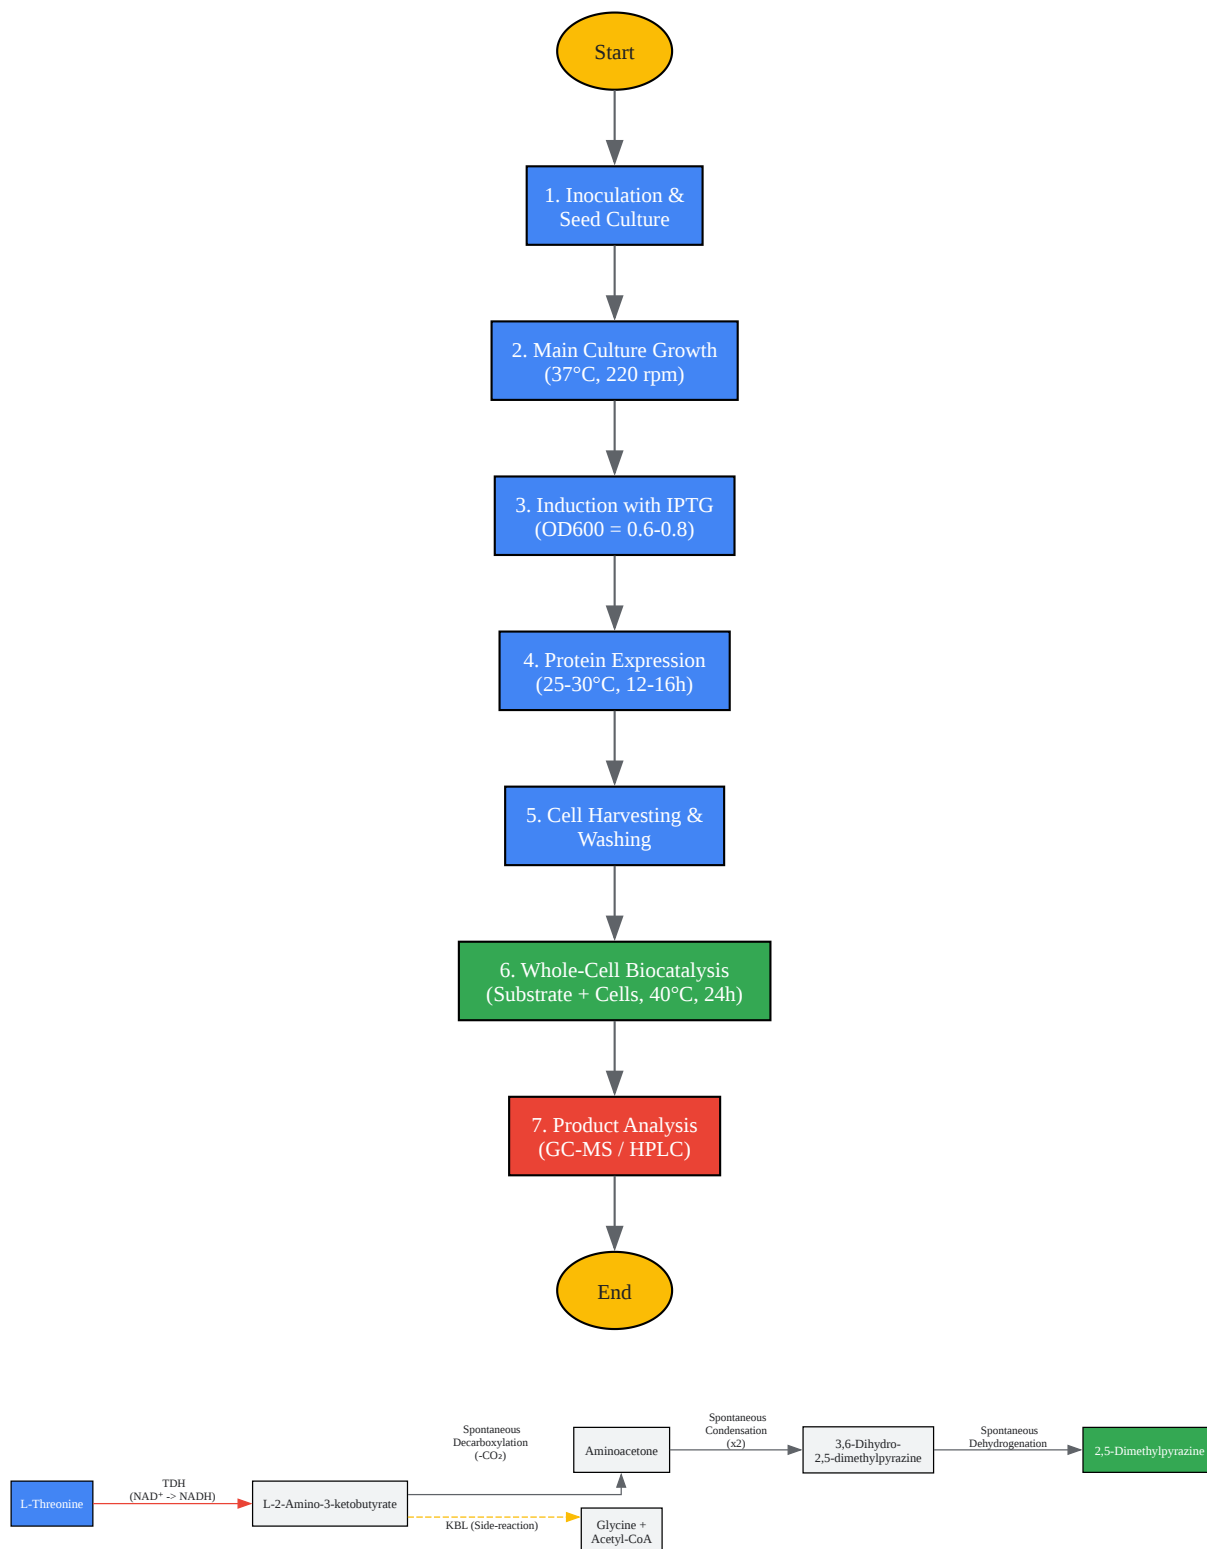 Start
1. Inoculation &
Seed Culture
2. Main Culture Growth
(37°C, 220 rpm)
3. Induction with IPTG
(OD600 = 0.6-0.8)
4. Protein Expression
(25-30°C, 12-16h)
5. Cell Harvesting &
Washing
6. Whole-Cell Biocatalysis
(Substrate + Cells, 40°C, 24h)
7. Product Analysis
(GC-MS / HPLC)
End
L-Threonine
TDH
(NAD⁺ -> NADH)
L-2-Amino-3-ketobutyrate
Spontaneous
Decarboxylation
(-CO₂)
Aminoacetone
Spontaneous
Condensation
(x2)
3,6-Dihydro-
2,5-dimethylpyrazine
Spontaneous
Dehydrogenation
2,5-Dimethylpyrazine
KBL (Side-reaction)
Glycine +
Acetyl-CoA